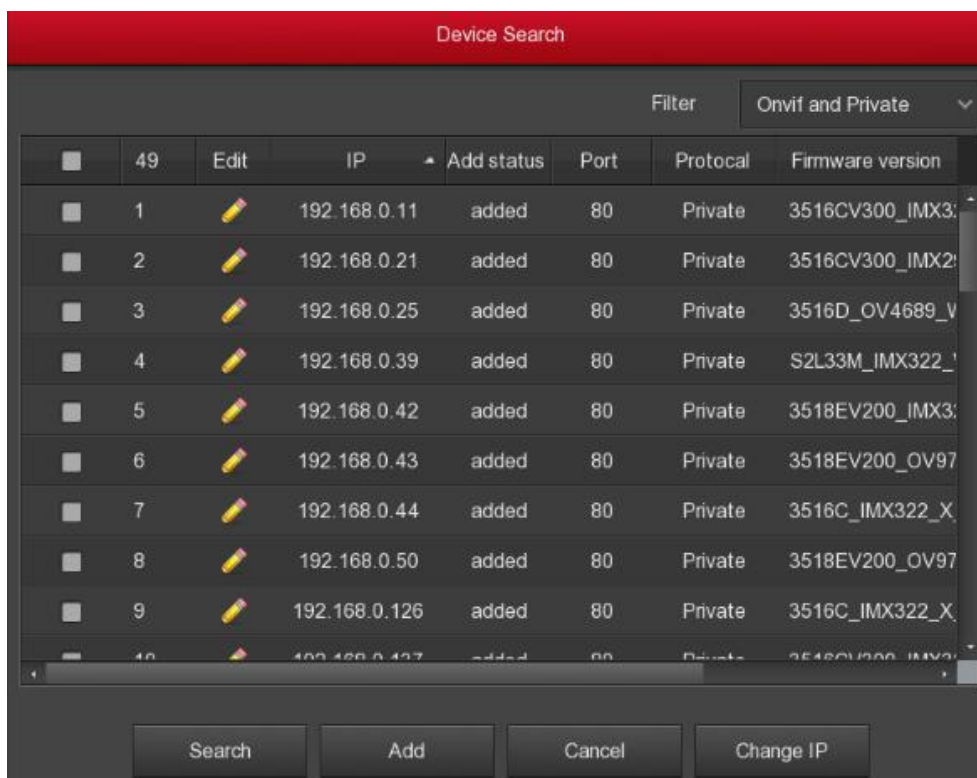 Device Search
Filter Onvif and Private
49 Edit IP Add status Port Protocal Firmware version
1 192.168.0.11 added 80 Private 3516CV300_IMX3
2 192.168.0.21 added 80 Private 3516CV300_IMX2
3 192.168.0.25 added 80 Private 3516D_OV4689_
4 192.168.0.39 added 80 Private S2L33M_IMX322_
5 192.168.0.42 added 80 Private 3518EV200_IMX3
6 192.168.0.43 added 80 Private 3518EV200_OV97
7 192.168.0.44 added 80 Private 3516C_IMX322_X_
8 192.168.0.50 added 80 Private 3518EV200_OV97
9 192.168.0.126 added 80 Private 3516C_IMX322_X_
Search Add Cancel Change IP